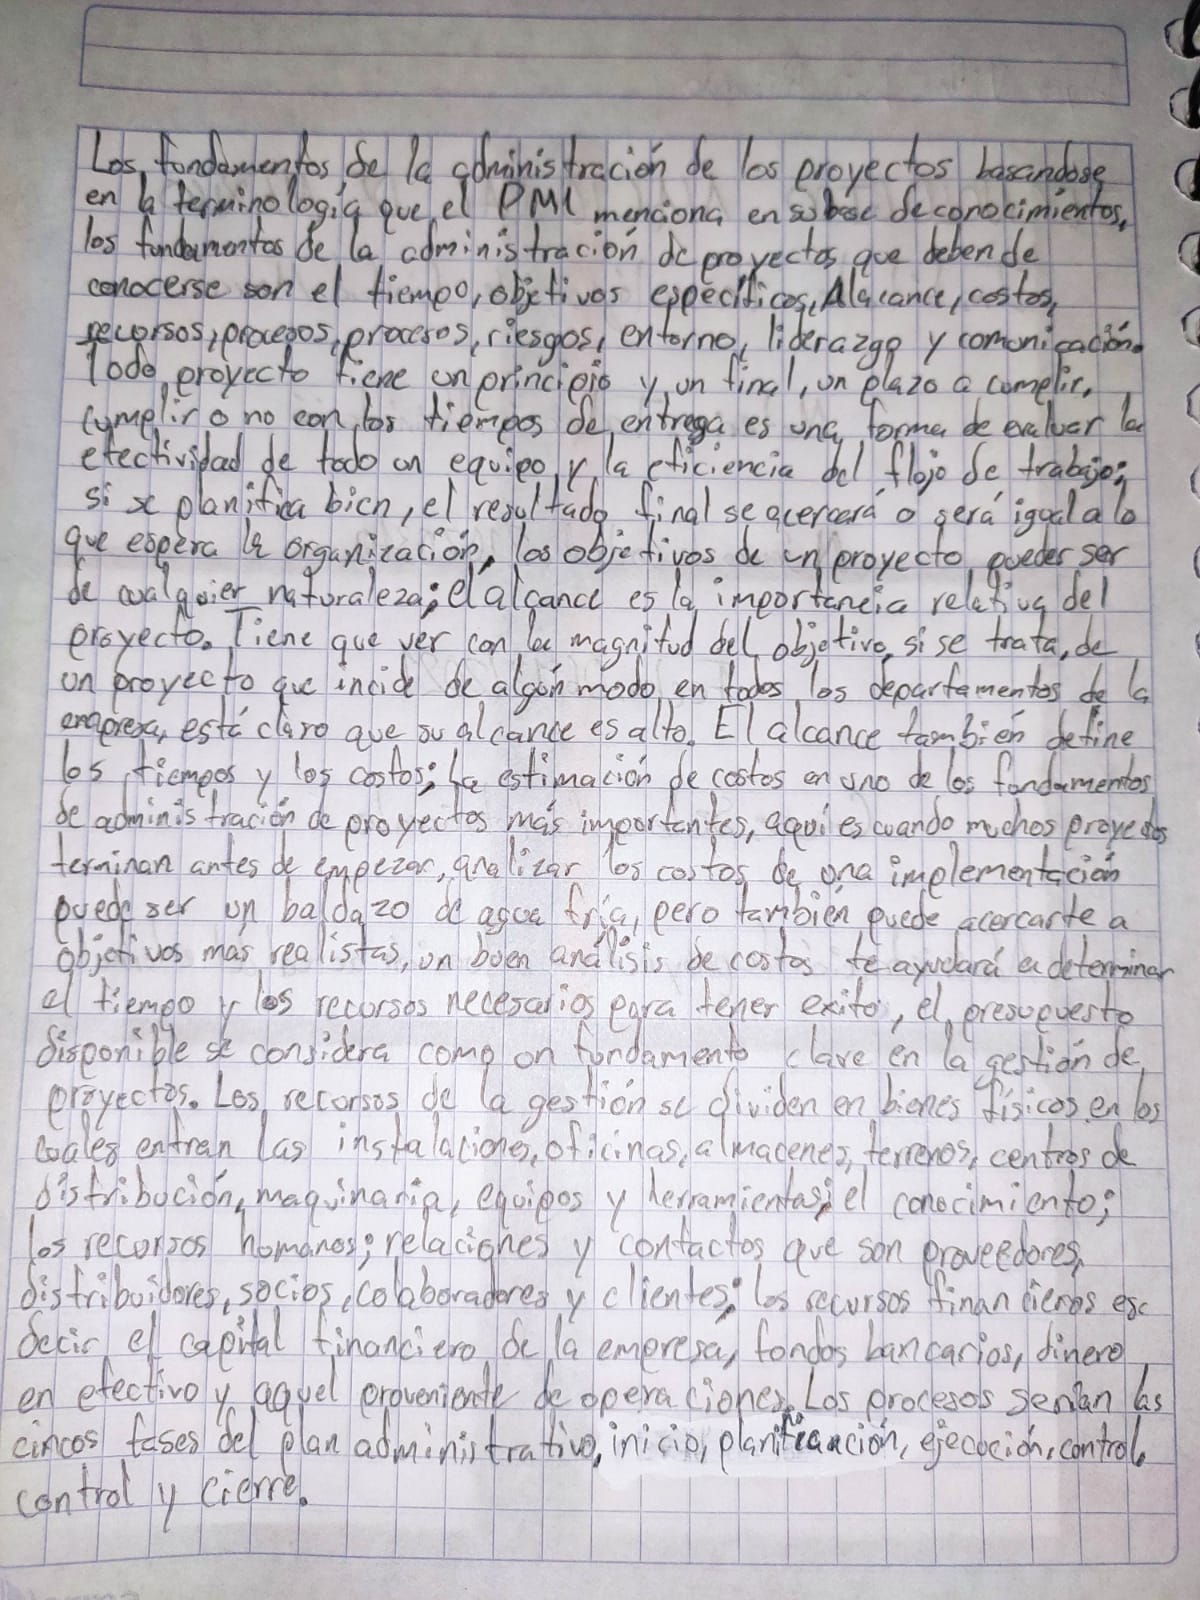 Los fundamentos de la administración de los proyectos basandose
en la terminología que el PMI menciona en su base de conocimientos,
los fundamentos de la administración de proyectos que deben de
conocerse son el tiempo, objetivos específicos, Alacance, costos,
recursos, procesos, procesos, riesgos, entorno, liderazgo y comunicación.
Todo proyecto tiene un principio y un final, un plazo a cumplir,
cumplir o no con los tiempos de entrega es una forma de evaluar la
efectividad de todo un equipo y la eficiencia del flujo de trabajo;
si se planifica bien, el resultado final se acercará o será igual a lo
que espera la organización, los objetivos de un proyecto puedes ser
de cualquier naturaleza; el alcance es la importancia relativa del
proyecto. Tiene que ver con la magnitud del objetivo, si se trata, de
un proyecto que incide de algún modo en todos los departamentos de la
empresa, está claro que su alcance es alto. El alcance también define
los tiempos y los costos; La estimación de costos en uno de los fundamentos
de administración de proyectos más importantes, aquí es cuando muchos proyectos
terminan antes de empezar, analizar los costos de una implementación
puede ser un baldazo de agua fría, pero también puede acercarte a
objetivos mas realistas, un buen análisis de costos te ayudará a determinar
el tiempo y los recursos necesarios para tener exito, el presupuesto
disponible se considera como un fundamento clave en la gestión de
proyectos. Los recursos de la gestión se dividen en bienes físicos en los
cuales entran las instalaciones, oficinas, almacenes, terrenos, centros de
distribución, maquinaria, equipos y herramientas; el conocimiento;
los recursos humanos; relaciones y contactos que son proveedores,
distribuidores, socios, colaboradores y clientes; los recursos financieros es
decir el capital financiero de la empresa, fondos bancarios, dinero
en efectivo y aquel proveniente de operaciones. Los procesos serian las
cincos fases del plan administrativo, inicio, planificación, ejecución, control,
control y cierre.